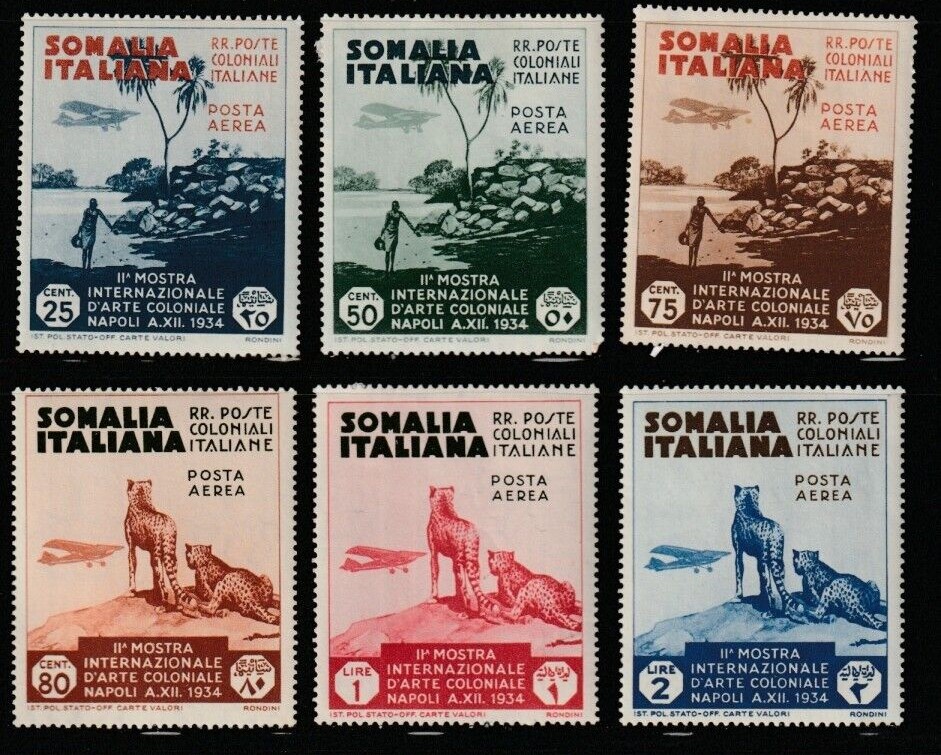 SOMALIA
ITALIANA
RR. POSTE
COLONIALI
ITALIANE
POSTA
AEREA
IIᴬ MOSTRA
INTERNAZIONALE
D'ARTE COLONIALE
NAPOLI A.XII. 1934
CENT.
25
٢٥
IST. POL. STATO-OFF. CARTE VALORI
RONDINI
SOMALIA
ITALIANA
RR. POSTE
COLONIALI
ITALIANE
POSTA
AEREA
IIᴬ MOSTRA
INTERNAZIONALE
D'ARTE COLONIALE
NAPOLI A.XII. 1934
CENT.
50
٥٠
IST. POL. STATO-OFF. CARTE VALORI
RONDINI
SOMALIA
ITALIANA
RR. POSTE
COLONIALI
ITALIANE
POSTA
AEREA
IIᴬ MOSTRA
INTERNAZIONALE
D'ARTE COLONIALE
NAPOLI A.XII. 1934
CENT.
75
٧٥
IST. POL. STATO-OFF. CARTE VALORI
RONDINI
SOMALIA
ITALIANA
RR. POSTE
COLONIALI
ITALIANE
POSTA
AEREA
IIᴬ MOSTRA
INTERNAZIONALE
D'ARTE COLONIALE
NAPOLI A.XII. 1934
CENT.
80
٨٠
IST. POL. STATO-OFF. CARTE VALORI
RONDINI
SOMALIA
ITALIANA
RR. POSTE
COLONIALI
ITALIANE
POSTA
AEREA
IIᴬ MOSTRA
INTERNAZIONALE
D'ARTE COLONIALE
NAPOLI A.XII. 1934
LIRE
1
١
IST. POL. STATO-OFF. CARTE VALORI
RONDINI
SOMALIA
ITALIANA
RR. POSTE
COLONIALI
ITALIANE
POSTA
AEREA
IIᴬ MOSTRA
INTERNAZIONALE
D'ARTE COLONIALE
NAPOLI A.XII. 1934
LIRE
2
٢
IST. POL. STATO-OFF. CARTE VALORI
RONDINI